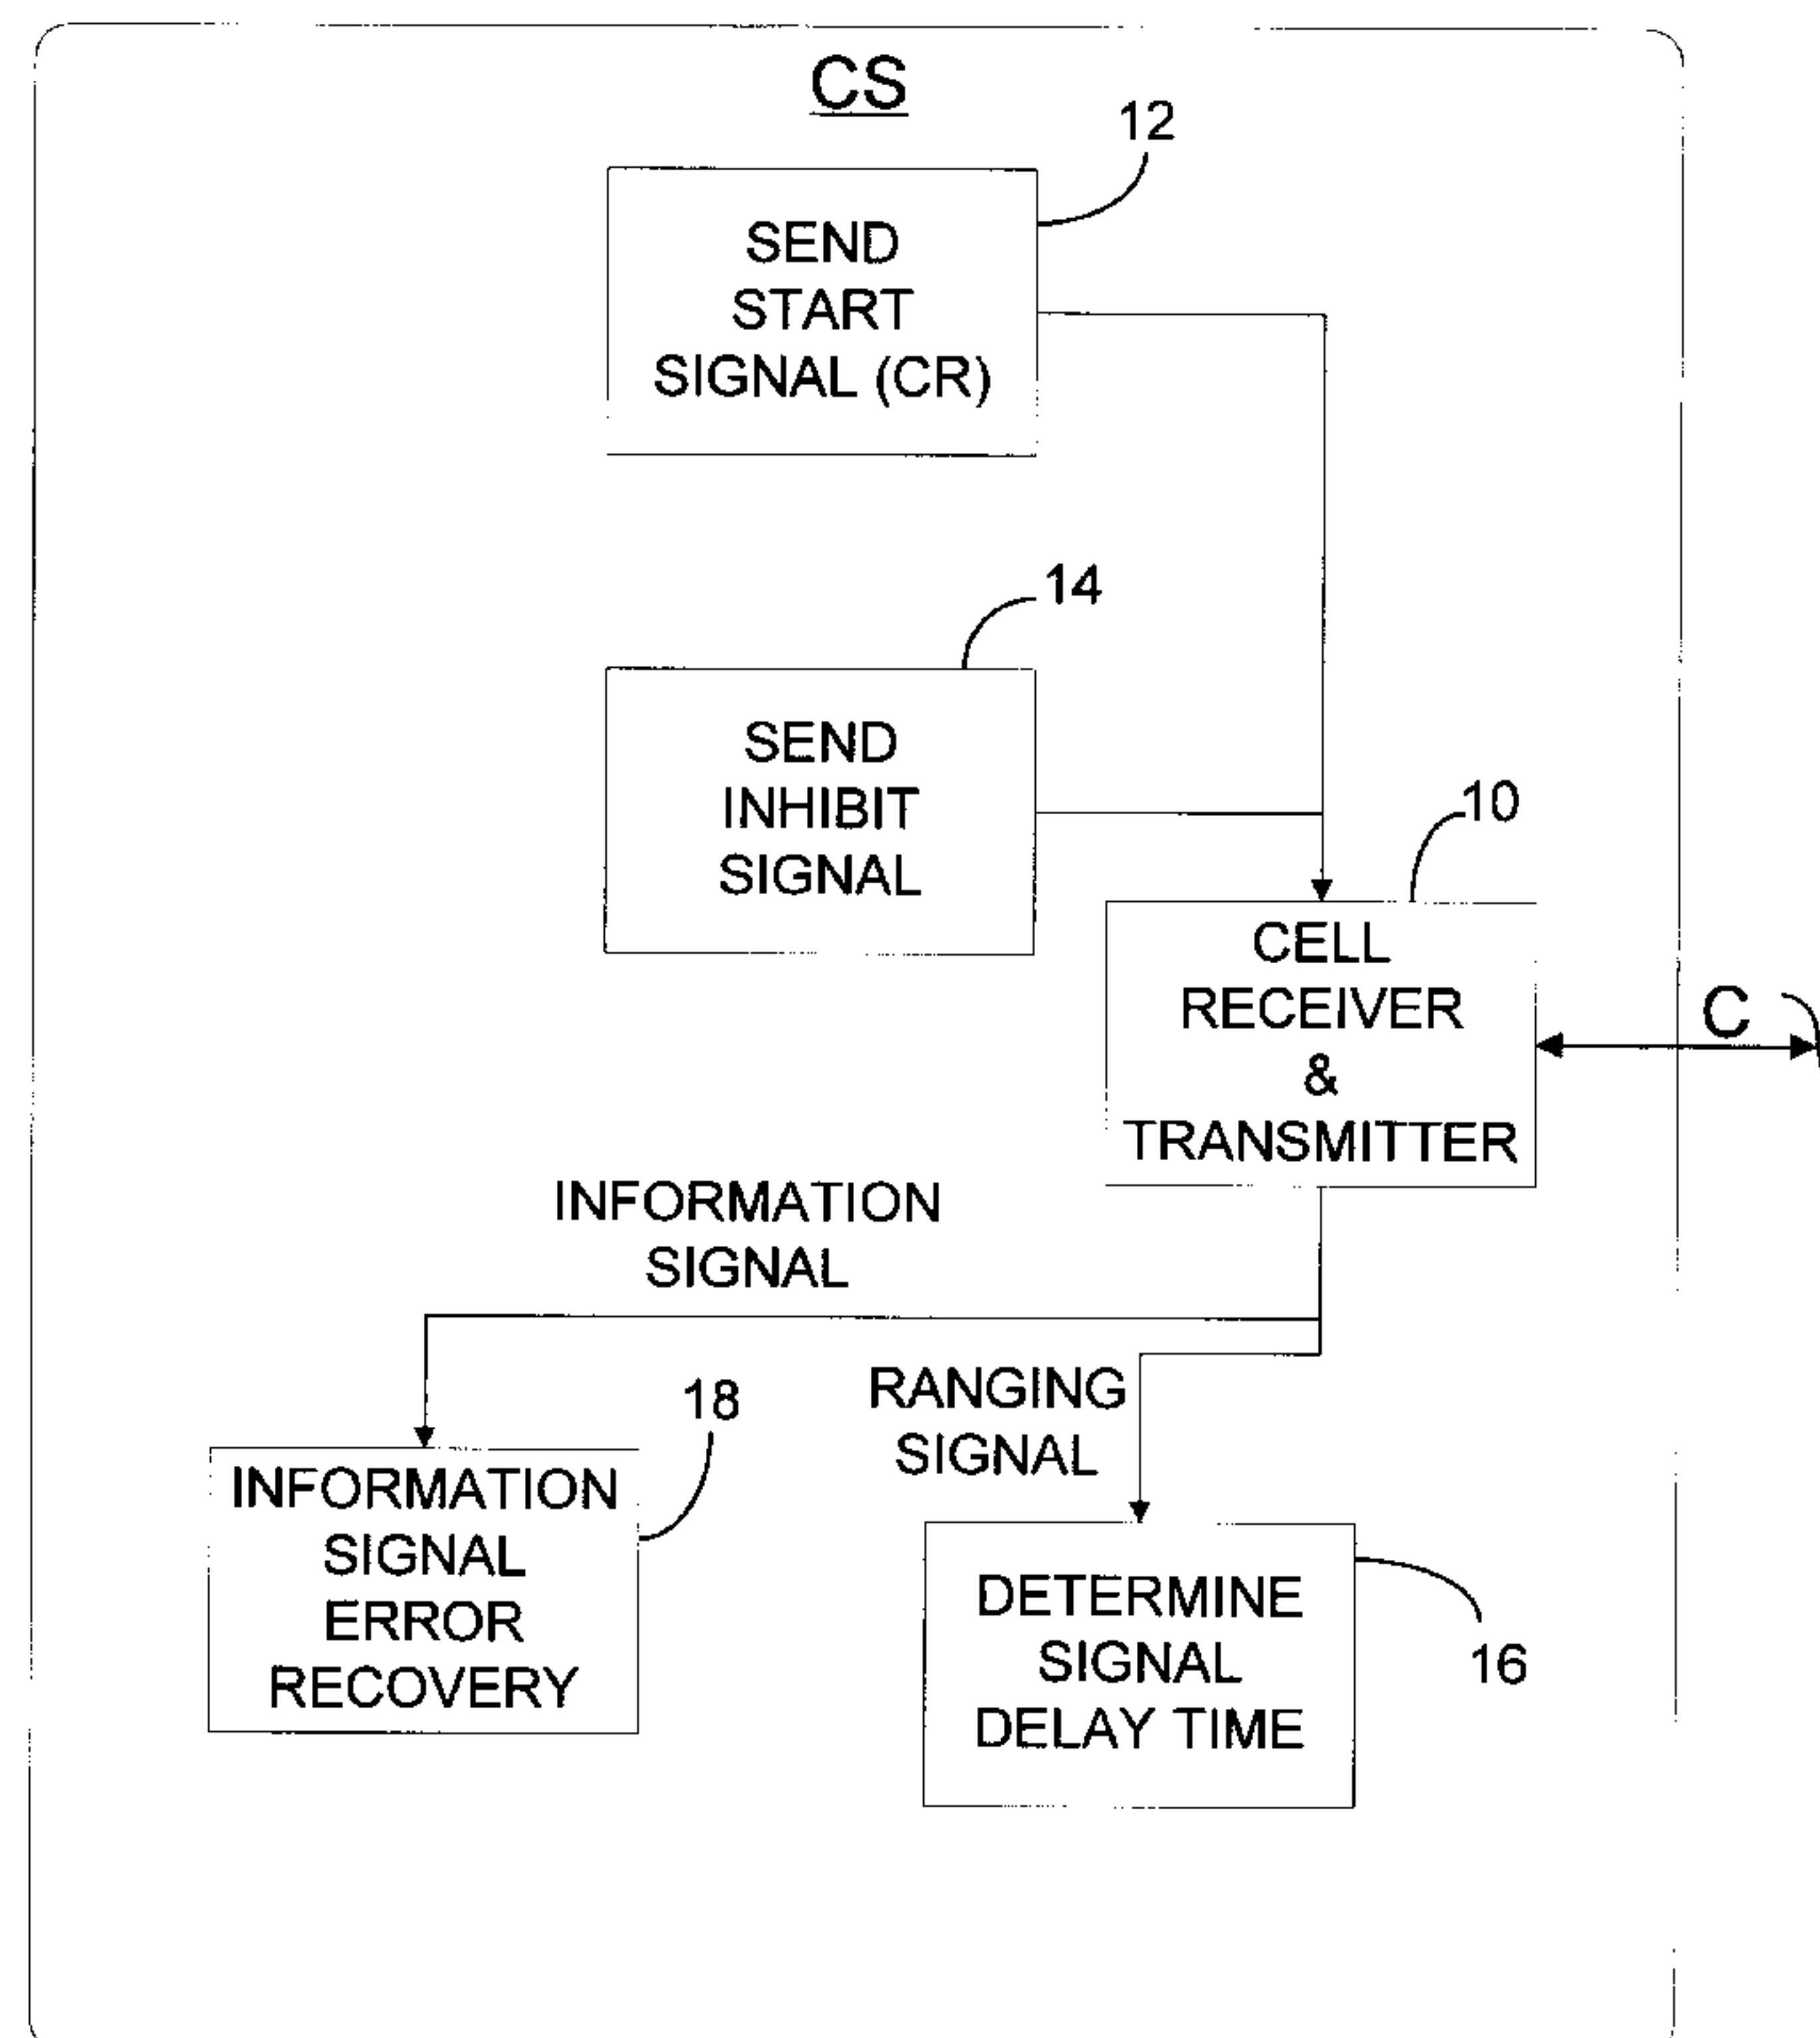 CS
12
SEND
START
SIGNAL (CR)
14
SEND
INHIBIT
SIGNAL
10
CELL
RECEIVER
&
TRANSMITTER
C
INFORMATION
SIGNAL
RANGING
SIGNAL
18
INFORMATION
SIGNAL
ERROR
RECOVERY
DETERMINE
SIGNAL
DELAY TIME
16